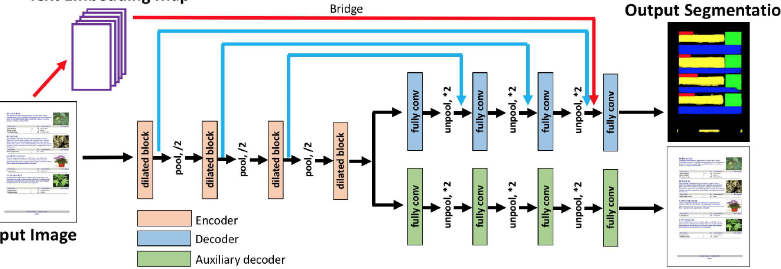 Text Embedding Map
Bridge
Output Segmentatio
dilated block
pool, /2
dilated block
pool, /2
dilated block
pool, /2
dilated block
fully conv
unpool, *2
fully conv
unpool, *2
fully conv
unpool, *2
fully conv
fully conv
unpool, *2
fully conv
unpool, *2
fully conv
unpool, *2
fully conv
put Image
Encoder
Decoder
Auxiliary decoder